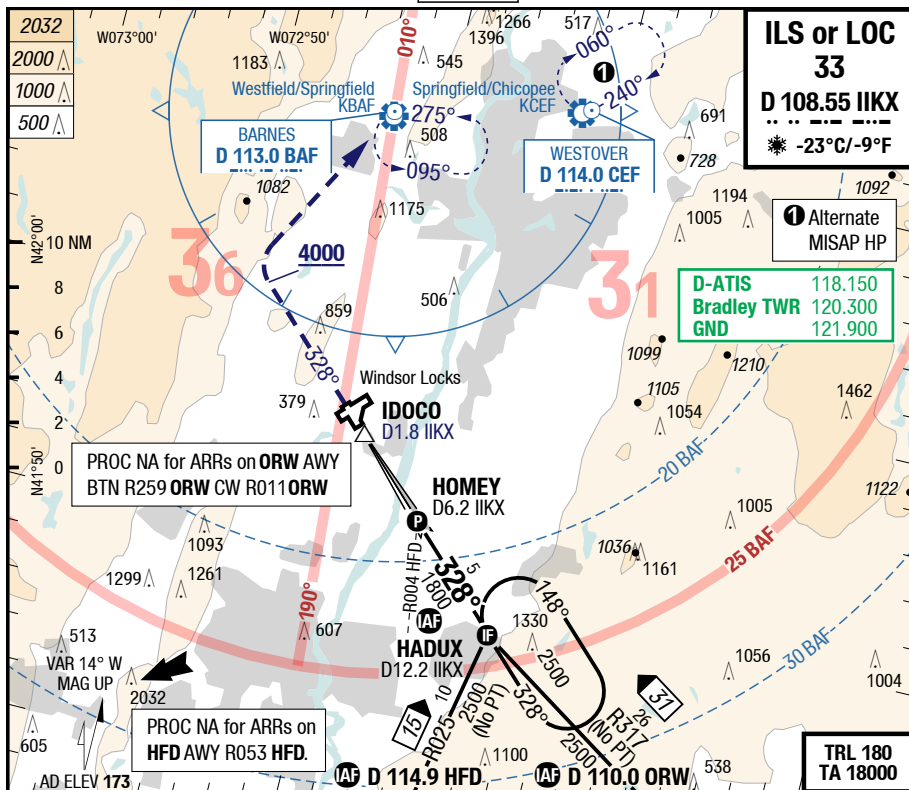 2032
2000
1000
500
W073°00'
W072°50'
1183
010°
545
1396
1266
517
060°
1
240°
Westfield/Springfield
KBAF
Springfield/Chicopee
KCEF
275°
095°
508
BARNES
D 113.0 BAF
WESTOVER
D 114.0 CEF
691
728
ILS or LOC
33
D 108.55 IIKX
-23°C/-9°F
1082
1175
1194
1005
1092
1 Alternate
MISAP HP
N42°00'
10 NM
8
6
4
2
0
N41°50'
36
31
4000
859
506
328°
D-ATIS 118.150
Bradley TWR 120.300
GND 121.900
1099
1210
1105
1054
1462
Windsor Locks
379
IDOCO
D1.8 IIKX
PROC NA for ARRs on ORW AWY
BTN R259 ORW CW R011 ORW
20 BAF
HOMEY
D6.2 IIKX
P
1122
1005
1093
1036
1161
25 BAF
R004 HFD
5
328°
1800
1299
1261
148°
190°
607
IAF
IF
HADUX
D12.2 IIKX
1330
2500
30 BAF
513
VAR 14° W
MAG UP
2032
1056
1004
10
2500
(No PT)
328°
R025
15
31
R317
26
(No PT)
2500
PROC NA for ARRs on
HFD AWY R053 HFD.
605
1100
538
AD ELEV 173
IAF D 114.9 HFD
IAF D 110.0 ORW
TRL 180
TA 18000